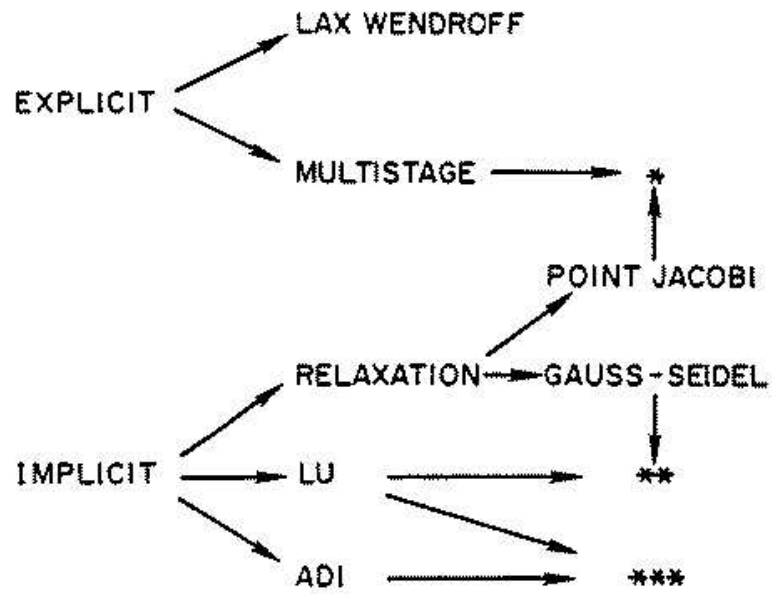 LAX WENDROFF
EXPLICIT
MULTISTAGE *
POINT JACOBI
RELAXATION GAUSS-SEIDEL
IMPLICIT LU **
ADI ***